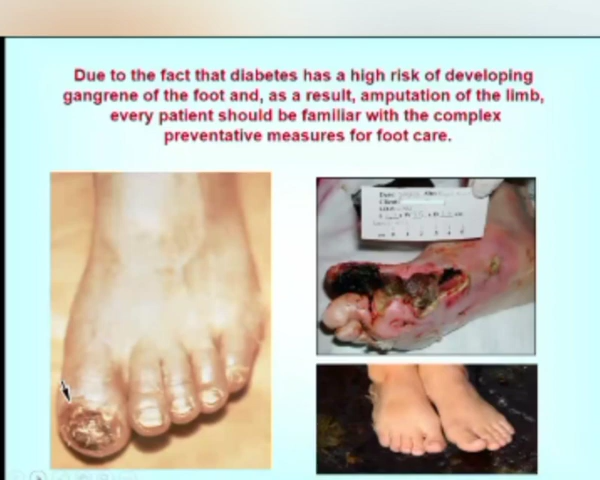 Due to the fact that diabetes has a high risk of developing
gangrene of the foot and, as a result, amputation of the limb,
every patient should be familiar with the complex
preventative measures for foot care.